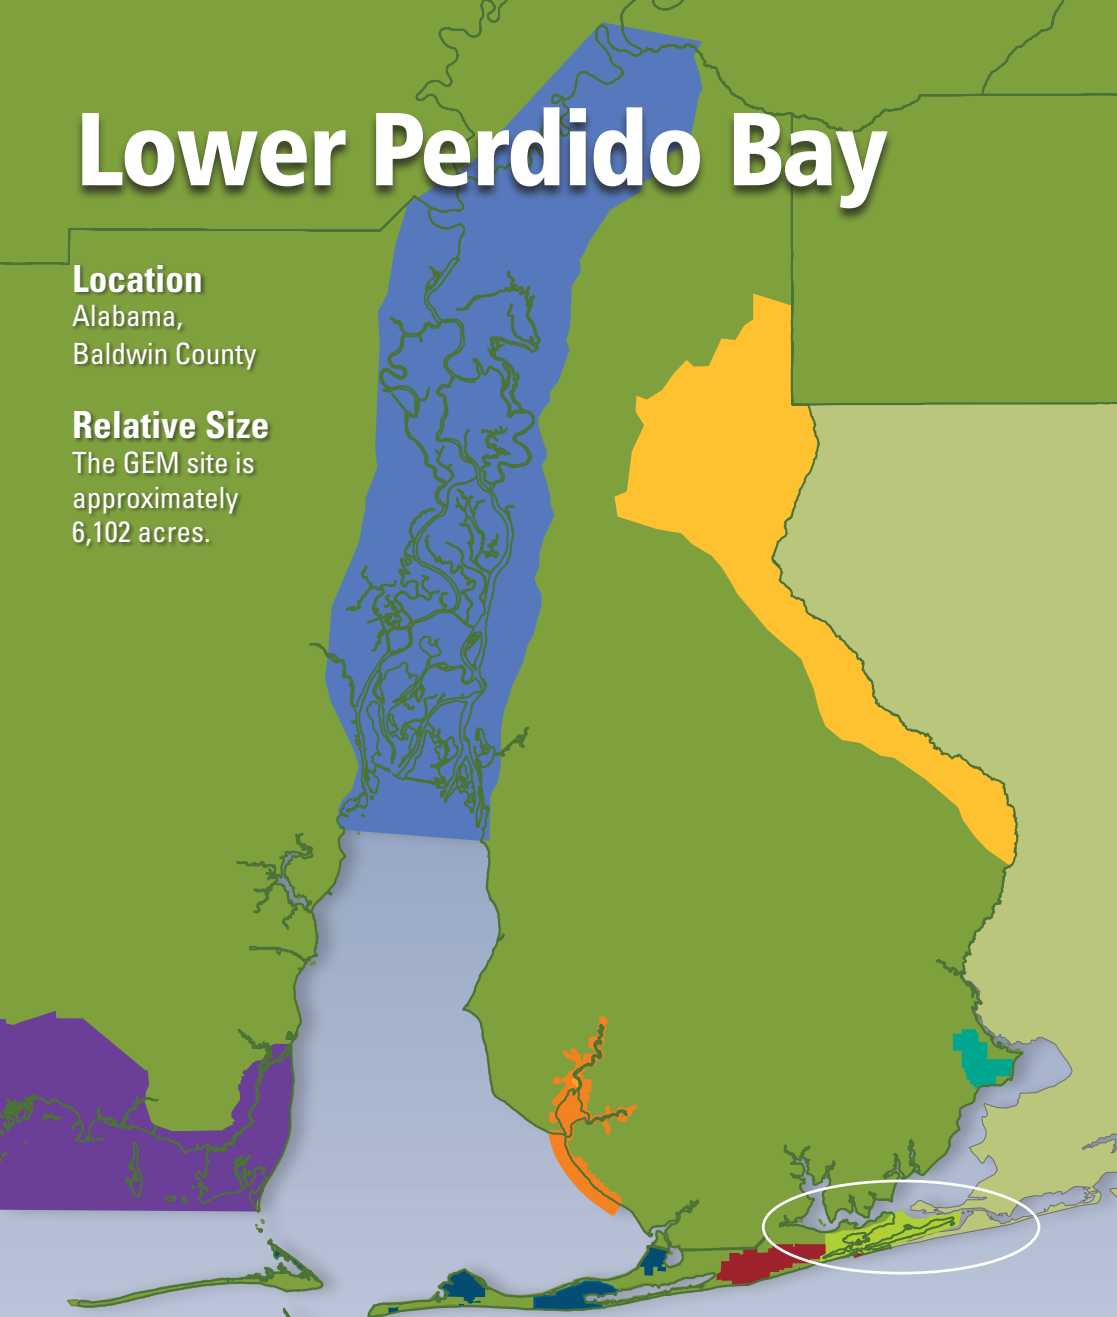 Lower Perdido Bay
Location
Alabama,
Baldwin County
Relative Size
The GEM site is
approximately
6,102 acres.